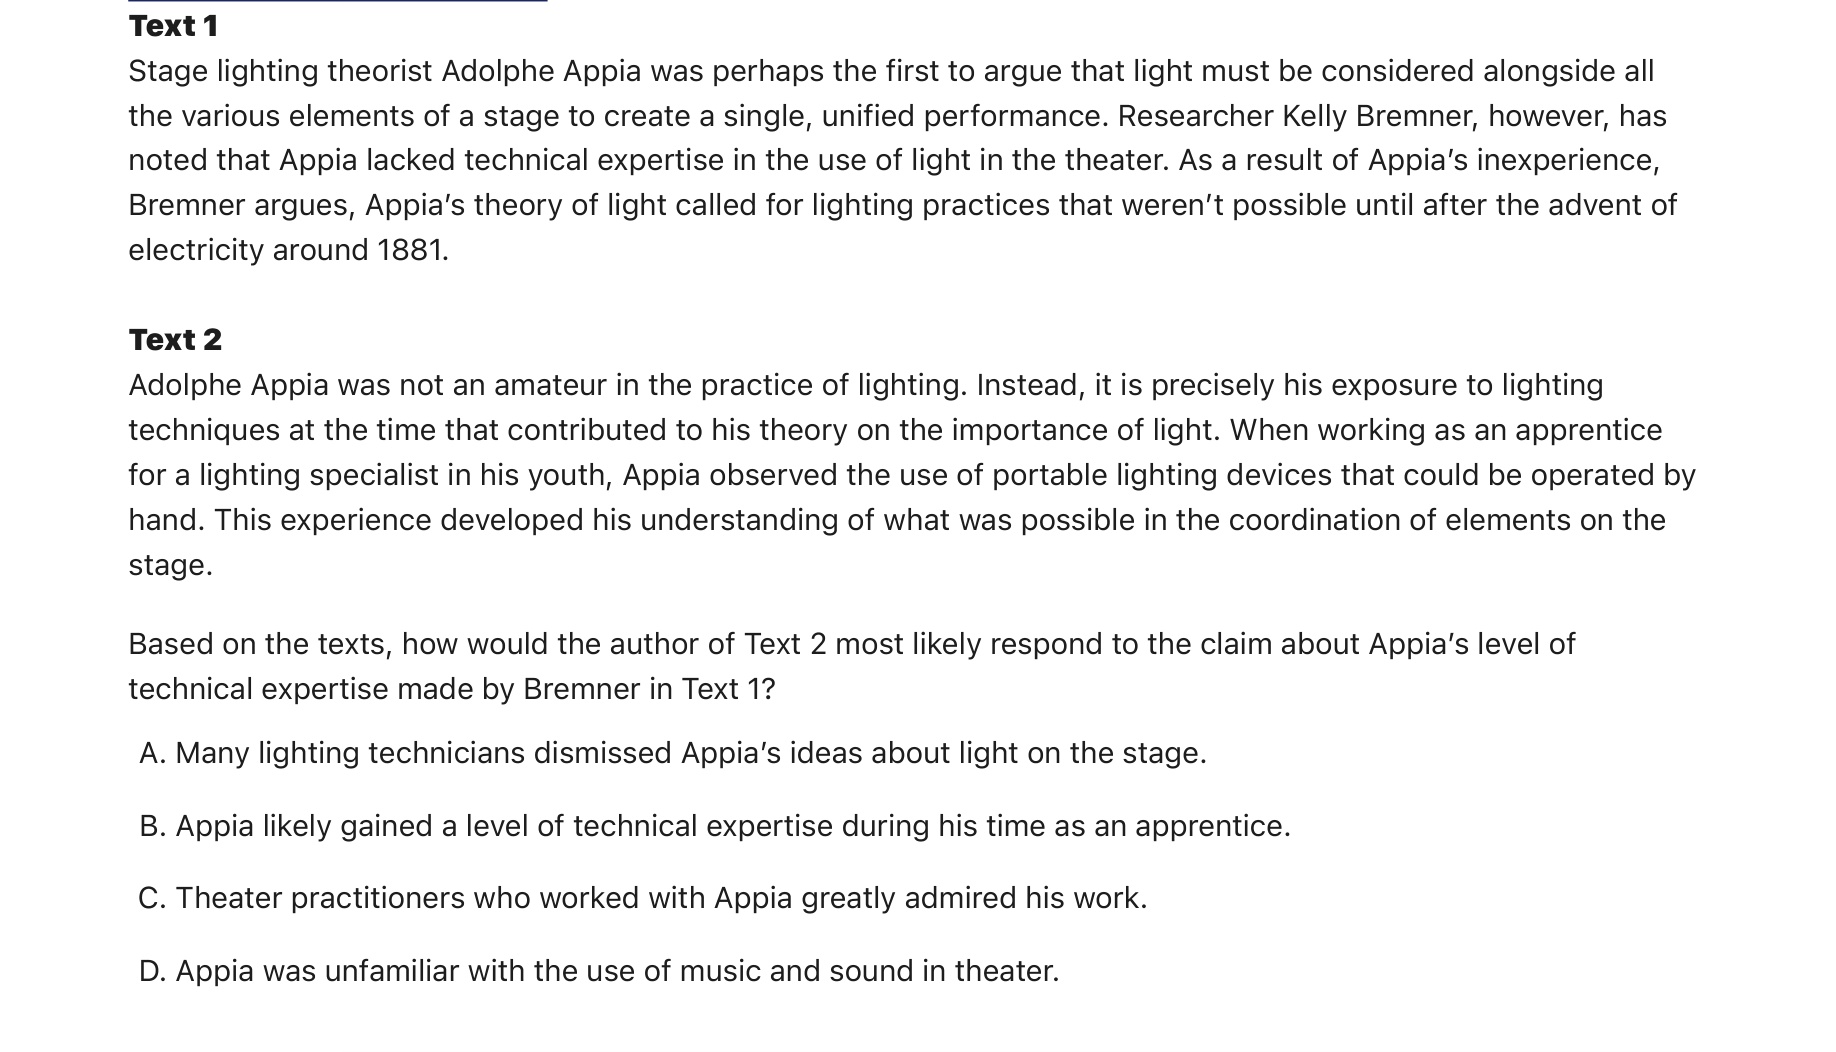 Text 1
Stage lighting theorist Adolphe Appia was perhaps the first to argue that light must be considered alongside all
the various elements of a stage to create a single, unified performance. Researcher Kelly Bremner, however, has
noted that Appia lacked technical expertise in the use of light in the theater. As a result of Appia’s inexperience,
Bremner argues, Appia’s theory of light called for lighting practices that weren’t possible until after the advent of
electricity around 1881.
Text 2
Adolphe Appia was not an amateur in the practice of lighting. Instead, it is precisely his exposure to lighting
techniques at the time that contributed to his theory on the importance of light. When working as an apprentice
for a lighting specialist in his youth, Appia observed the use of portable lighting devices that could be operated by
hand. This experience developed his understanding of what was possible in the coordination of elements on the
stage.
Based on the texts, how would the author of Text 2 most likely respond to the claim about Appia’s level of
technical expertise made by Bremner in Text 1?
A. Many lighting technicians dismissed Appia’s ideas about light on the stage.
B. Appia likely gained a level of technical expertise during his time as an apprentice.
C. Theater practitioners who worked with Appia greatly admired his work.
D. Appia was unfamiliar with the use of music and sound in theater.